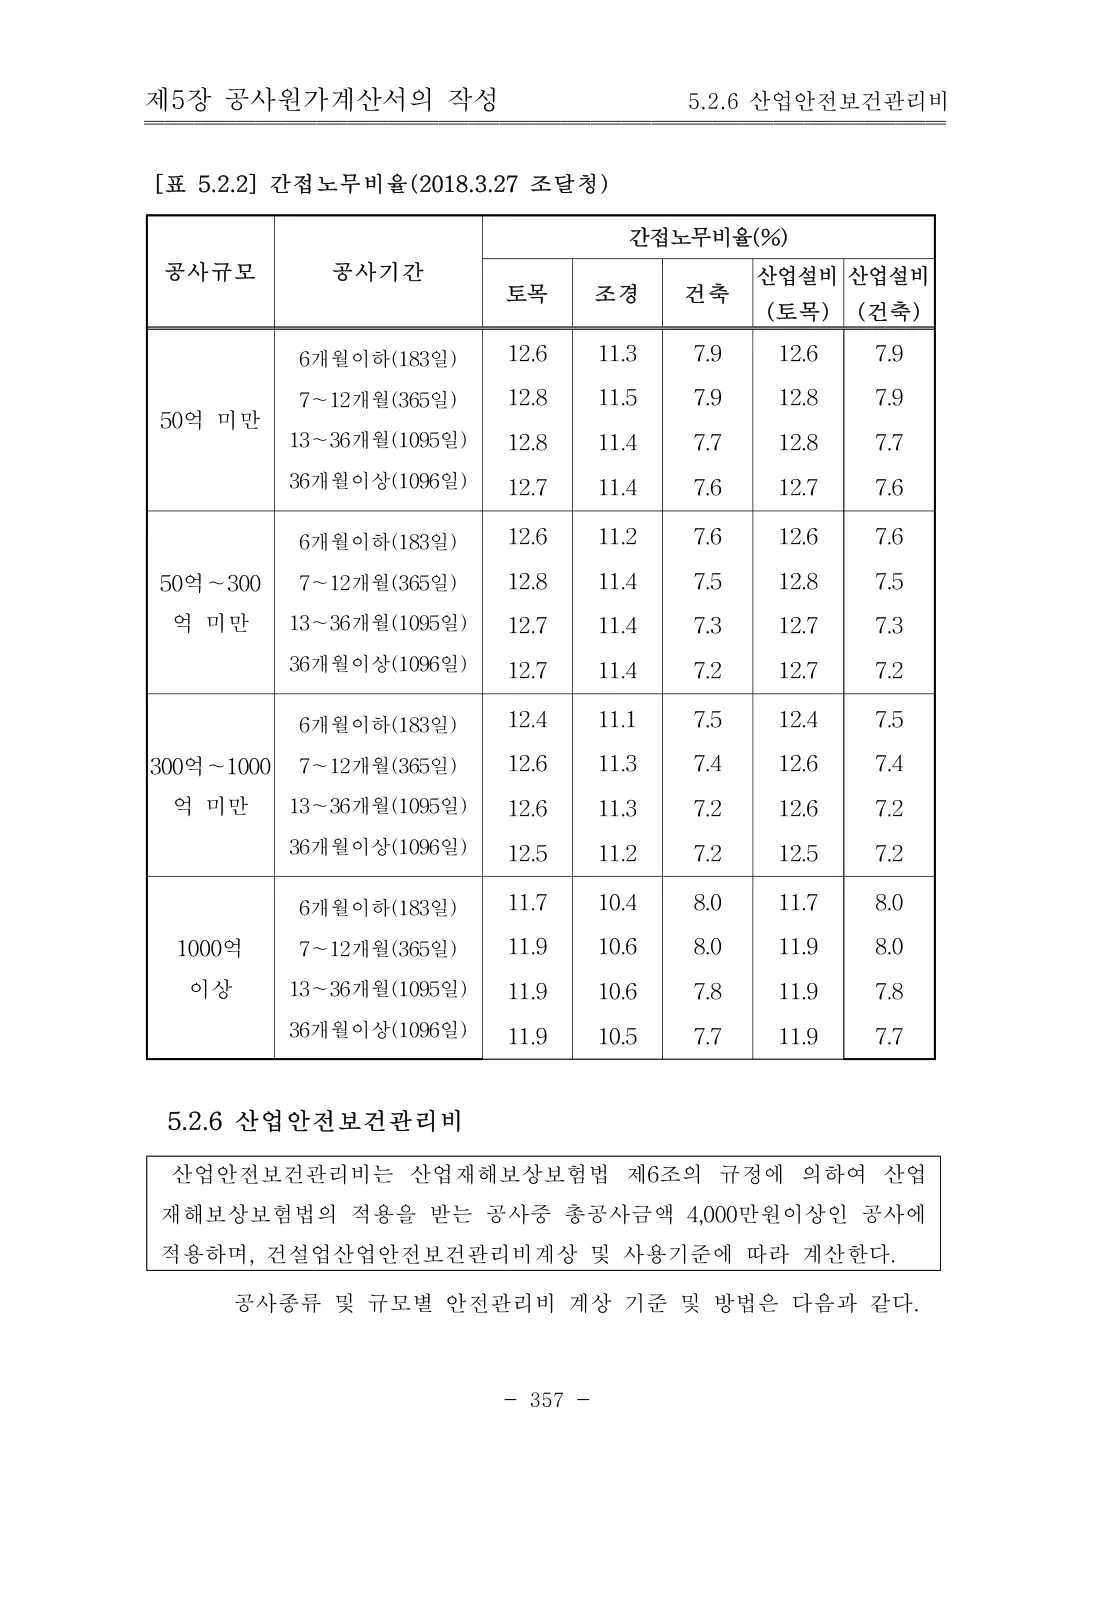 제5장 공사원가계산서의 작성 5.2.6 산업안전보건관리비
[표 5.2.2] 간접노무비율(2018.3.27 조달청)
공사규모 공사기간 간접노무비율(%)
토목 조경 건축 산업설비(토목) 산업설비(건축)
50억 미만
6개월이하(183일) 12.6 11.3 7.9 12.6 7.9
7~12개월(365일) 12.8 11.5 7.9 12.8 7.9
13~36개월(1095일) 12.8 11.4 7.7 12.8 7.7
36개월이상(1096일) 12.7 11.4 7.6 12.7 7.6
50억~300
억 미만
6개월이하(183일) 12.6 11.2 7.6 12.6 7.6
7~12개월(365일) 12.8 11.4 7.5 12.8 7.5
13~36개월(1095일) 12.7 11.4 7.3 12.7 7.3
36개월이상(1096일) 12.7 11.4 7.2 12.7 7.2
300억~1000
억 미만
6개월이하(183일) 12.4 11.1 7.5 12.4 7.5
7~12개월(365일) 12.6 11.3 7.4 12.6 7.4
13~36개월(1095일) 12.6 11.3 7.2 12.6 7.2
36개월이상(1096일) 12.5 11.2 7.2 12.5 7.2
1000억
이상
6개월이하(183일) 11.7 10.4 8.0 11.7 8.0
7~12개월(365일) 11.9 10.6 8.0 11.9 8.0
13~36개월(1095일) 11.9 10.6 7.8 11.9 7.8
36개월이상(1096일) 11.9 10.5 7.7 11.9 7.7
5.2.6 산업안전보건관리비
산업안전보건관리비는 산업재해보상보험법 제6조의 규정에 의하여 산업
재해보상보험법의 적용을 받는 공사중 총공사금액 4,000만원이상인 공사에
적용하며, 건설업산업안전보건관리비계상 및 사용기준에 따라 계산한다.
공사종류 및 규모별 안전관리비 계상 기준 및 방법은 다음과 같다.
- 357 -